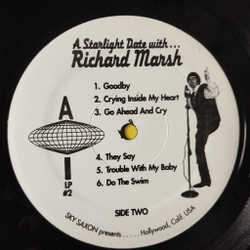 A Starlight Date with...
Richard Marsh
1. Goodby
2. Crying Inside My Heart
3. Go Ahead And Cry
4. They Say
5. Trouble With My Baby
6. Do The Swim
A
I
LP
#2
SIDE TWO
SKY SAXON presents ..... Hollywood, Calif. USA